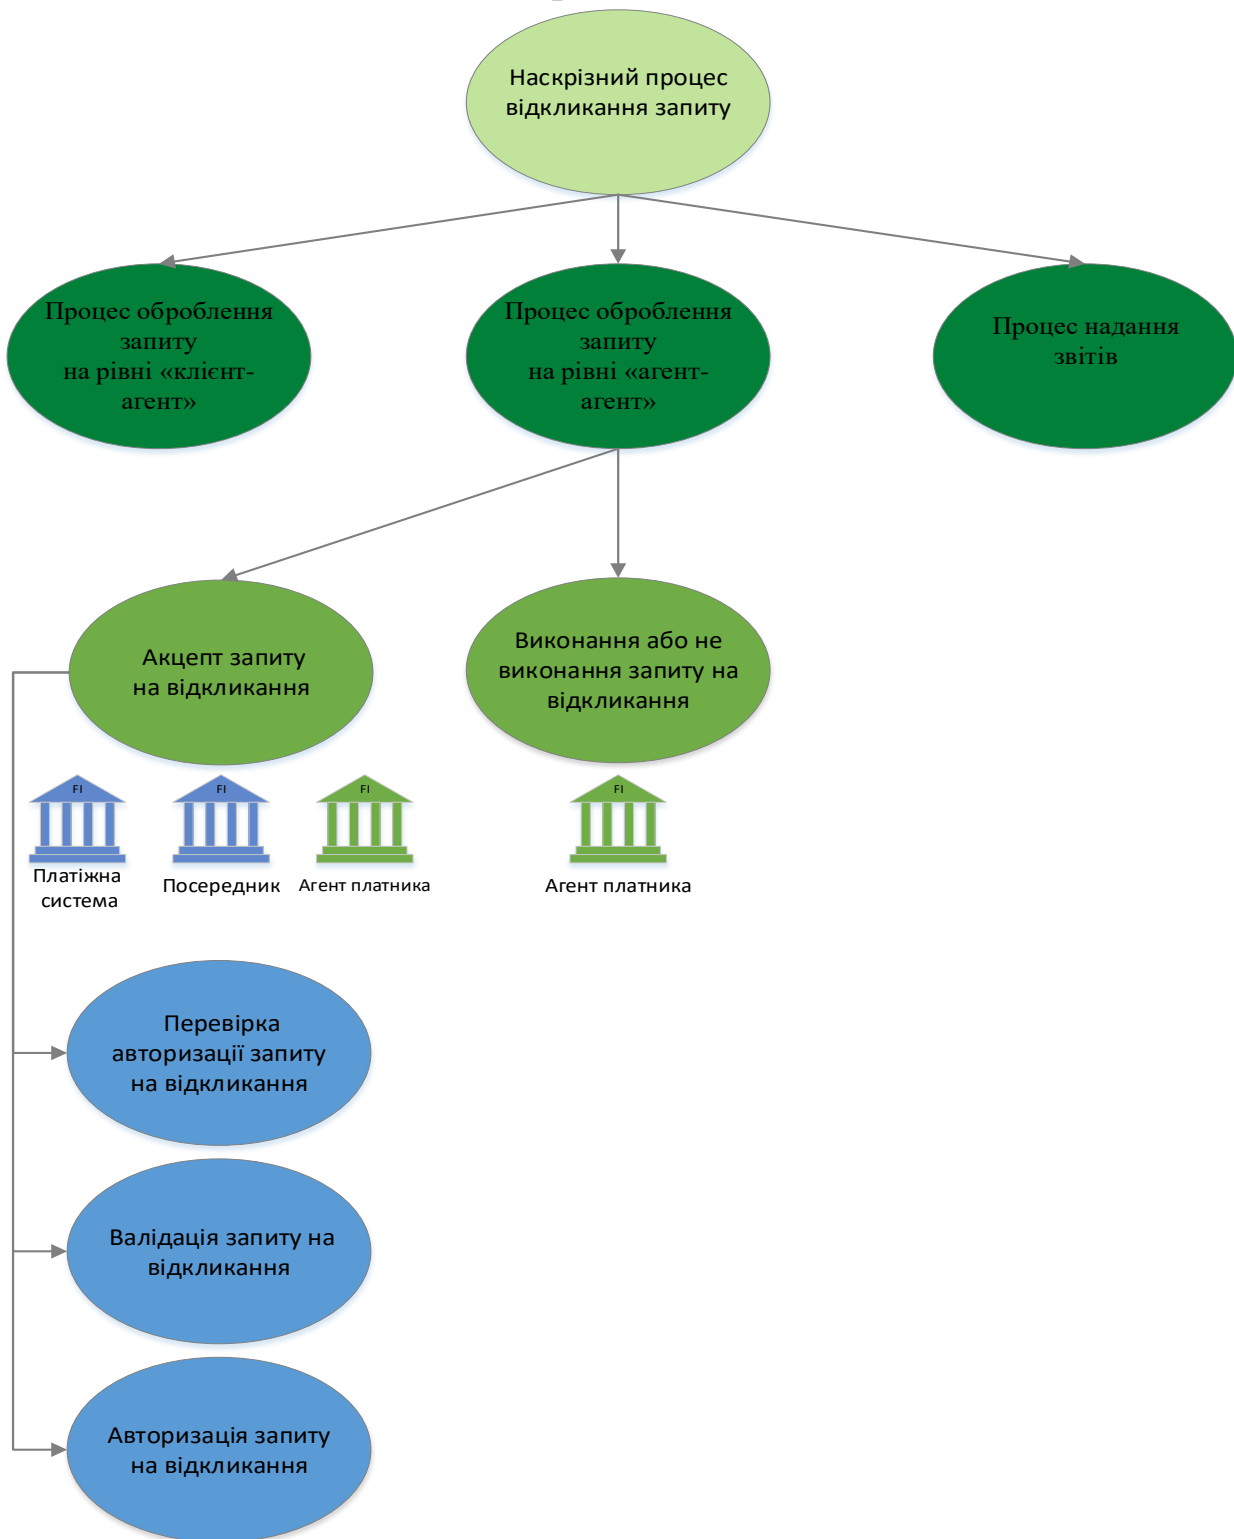 Наскрізний процес
відкликання запиту
Процес оброблення
запиту
на рівні «клієнт-
агент»
Процес оброблення
запиту
на рівні «агент-
агент»
Процес надання
звітів
Акцепт запиту
на відкликання
Виконання або не
виконання запиту на
відкликання
FI
FI
FI
FI
Платіжна
система
Посередник
Агент платника
Агент платника
Перевірка
авторизації запиту
на відкликання
Валідація запиту на
відкликання
Авторизація запиту
на відкликання